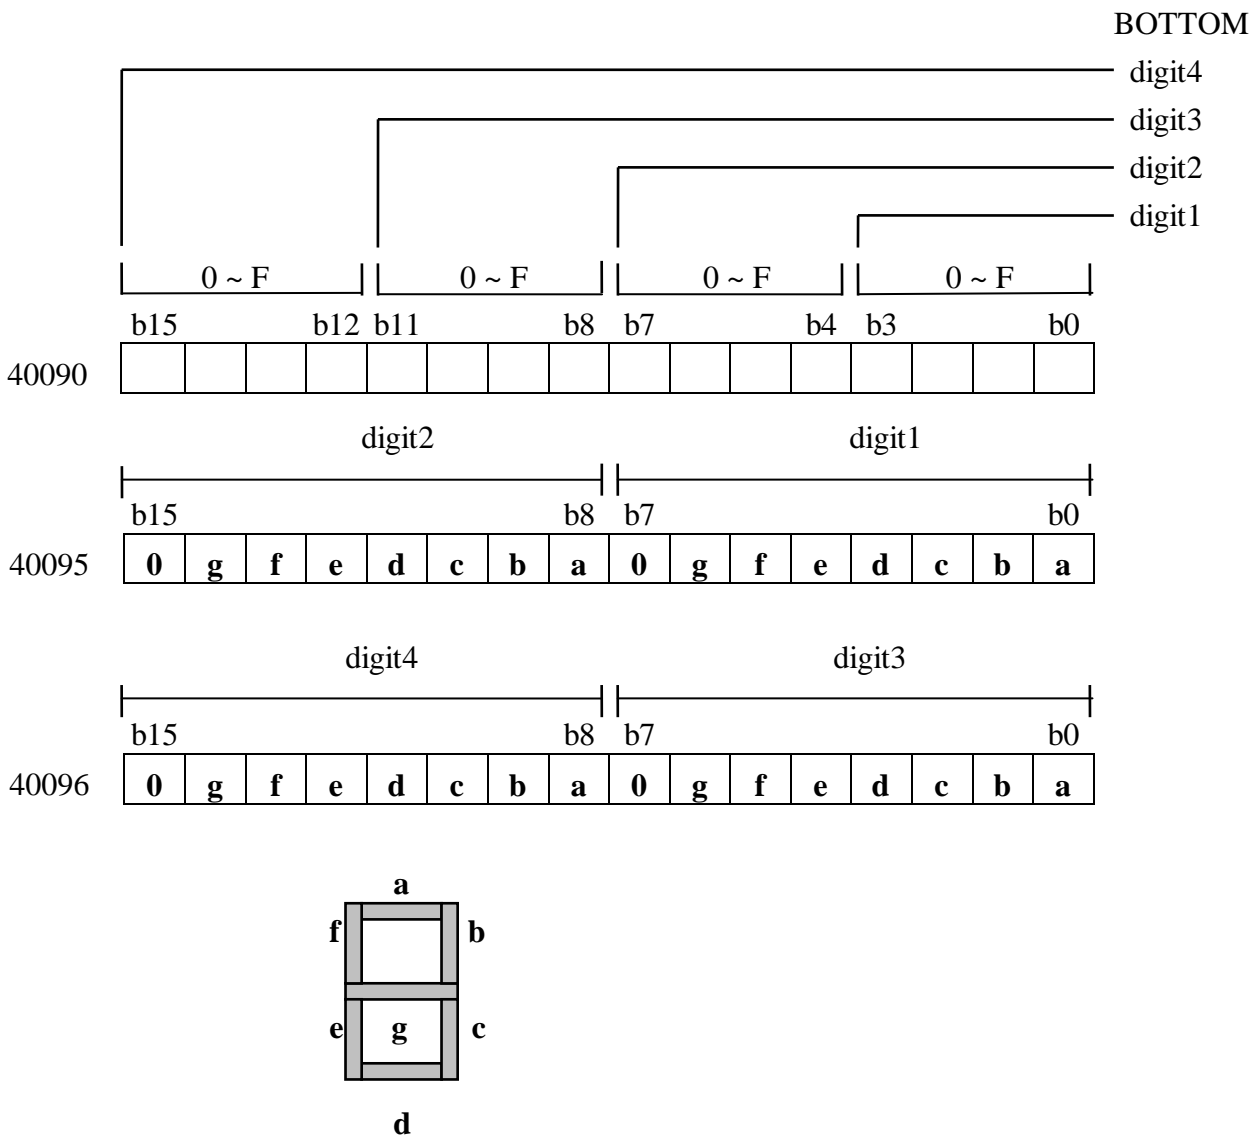 BOTTOM
digit4
digit3
digit2
digit1
0 ~ F 0 ~ F 0 ~ F 0 ~ F
b15 b12 b11 b8 b7 b4 b3 b0
40090
digit2 digit1
b15 b8 b7 b0
40095 0 g f e d c b a 0 g f e d c b a
digit4 digit3
b15 b8 b7 b0
40096 0 g f e d c b a 0 g f e d c b a
a
f b
e g c
d